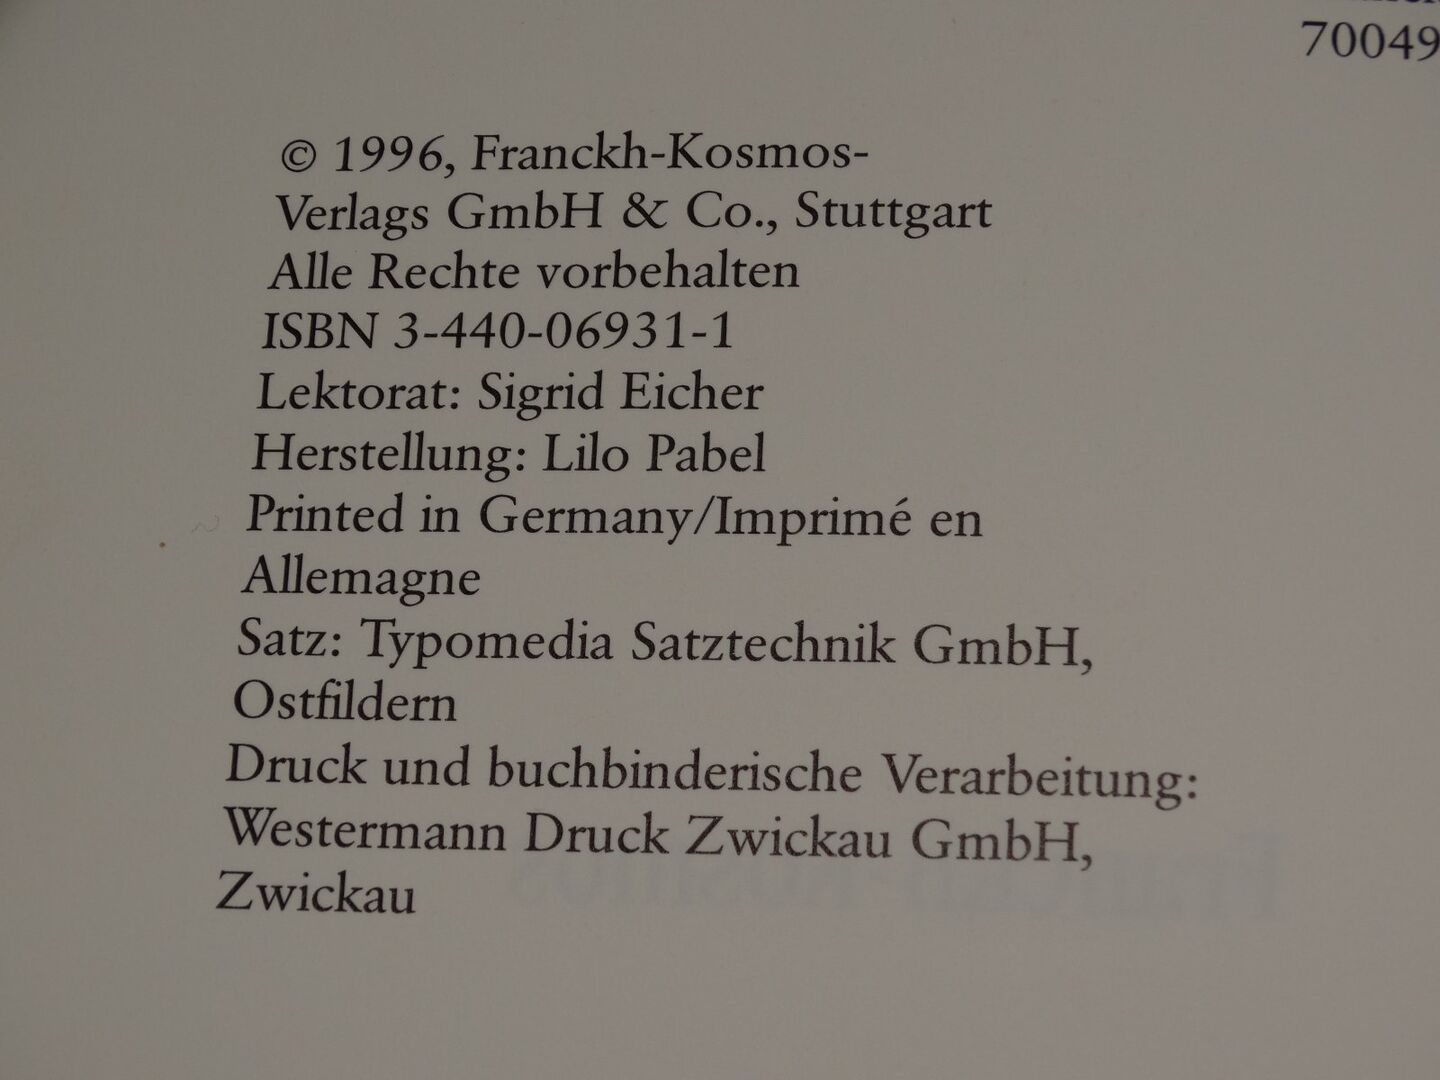 70049
© 1996, Franckh-Kosmos-
Verlags GmbH & Co., Stuttgart
Alle Rechte vorbehalten
ISBN 3-440-06931-1
Lektorat: Sigrid Eicher
Herstellung: Lilo Pabel
Printed in Germany/Imprimé en
Allemagne
Satz: Typomedia Satztechnik GmbH,
Ostfildern
Druck und buchbinderische Verarbeitung:
Westermann Druck Zwickau GmbH,
Zwickau